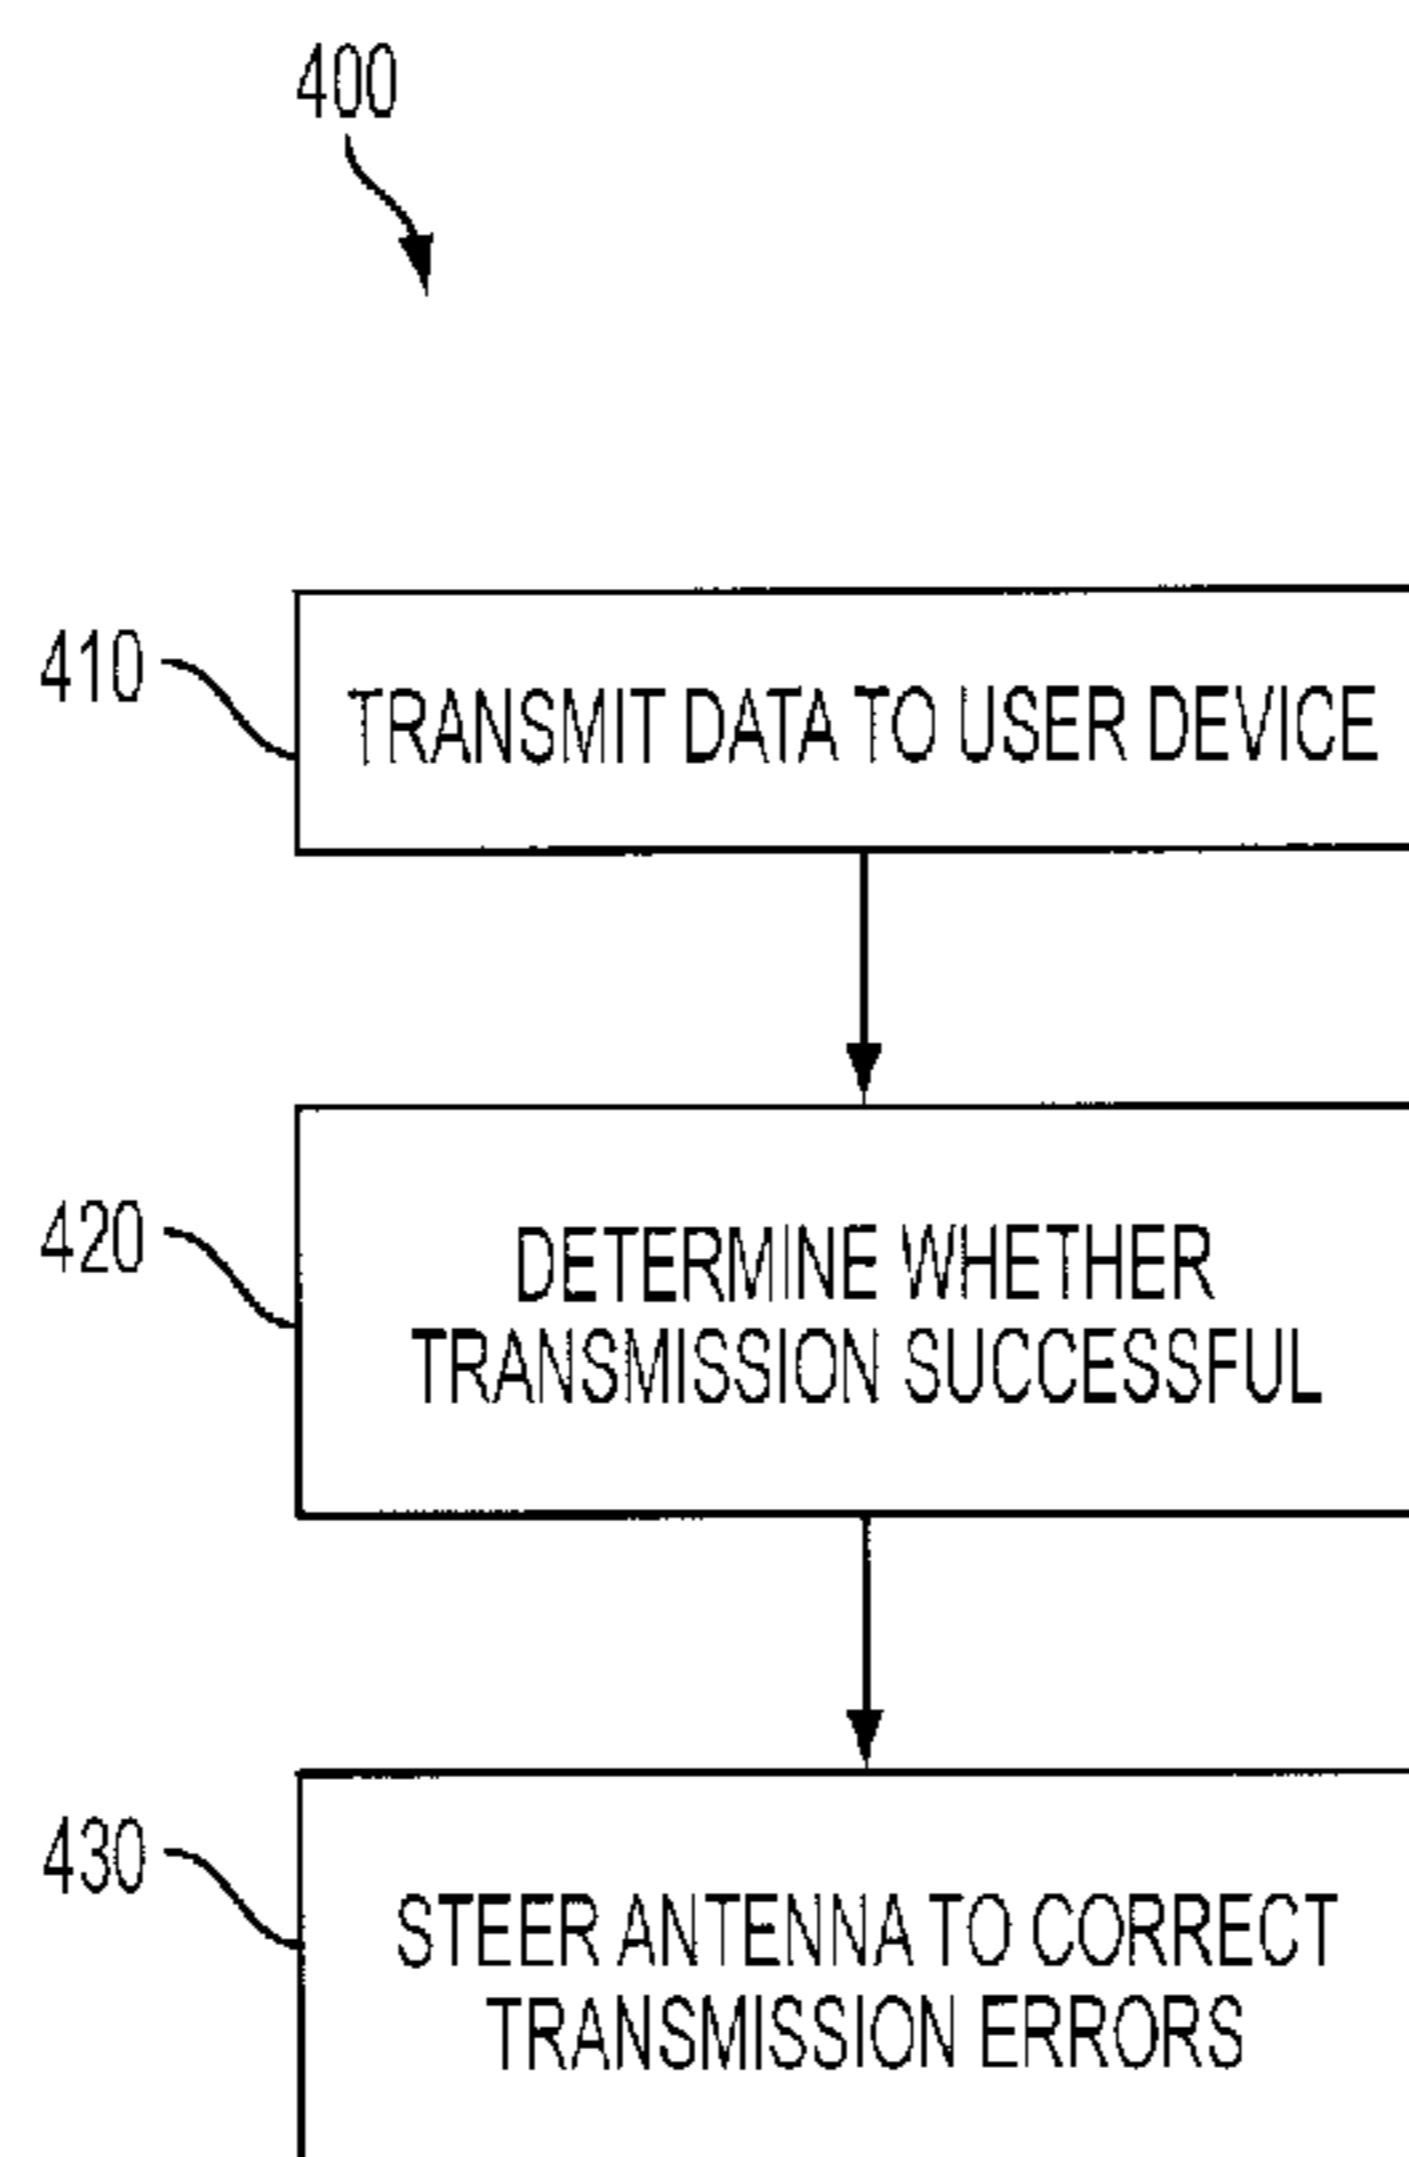 400
410
TRANSMIT DATA TO USER DEVICE
420
DETERMINE WHETHER
TRANSMISSION SUCCESSFUL
430
STEER ANTENNA TO CORRECT
TRANSMISSION ERRORS